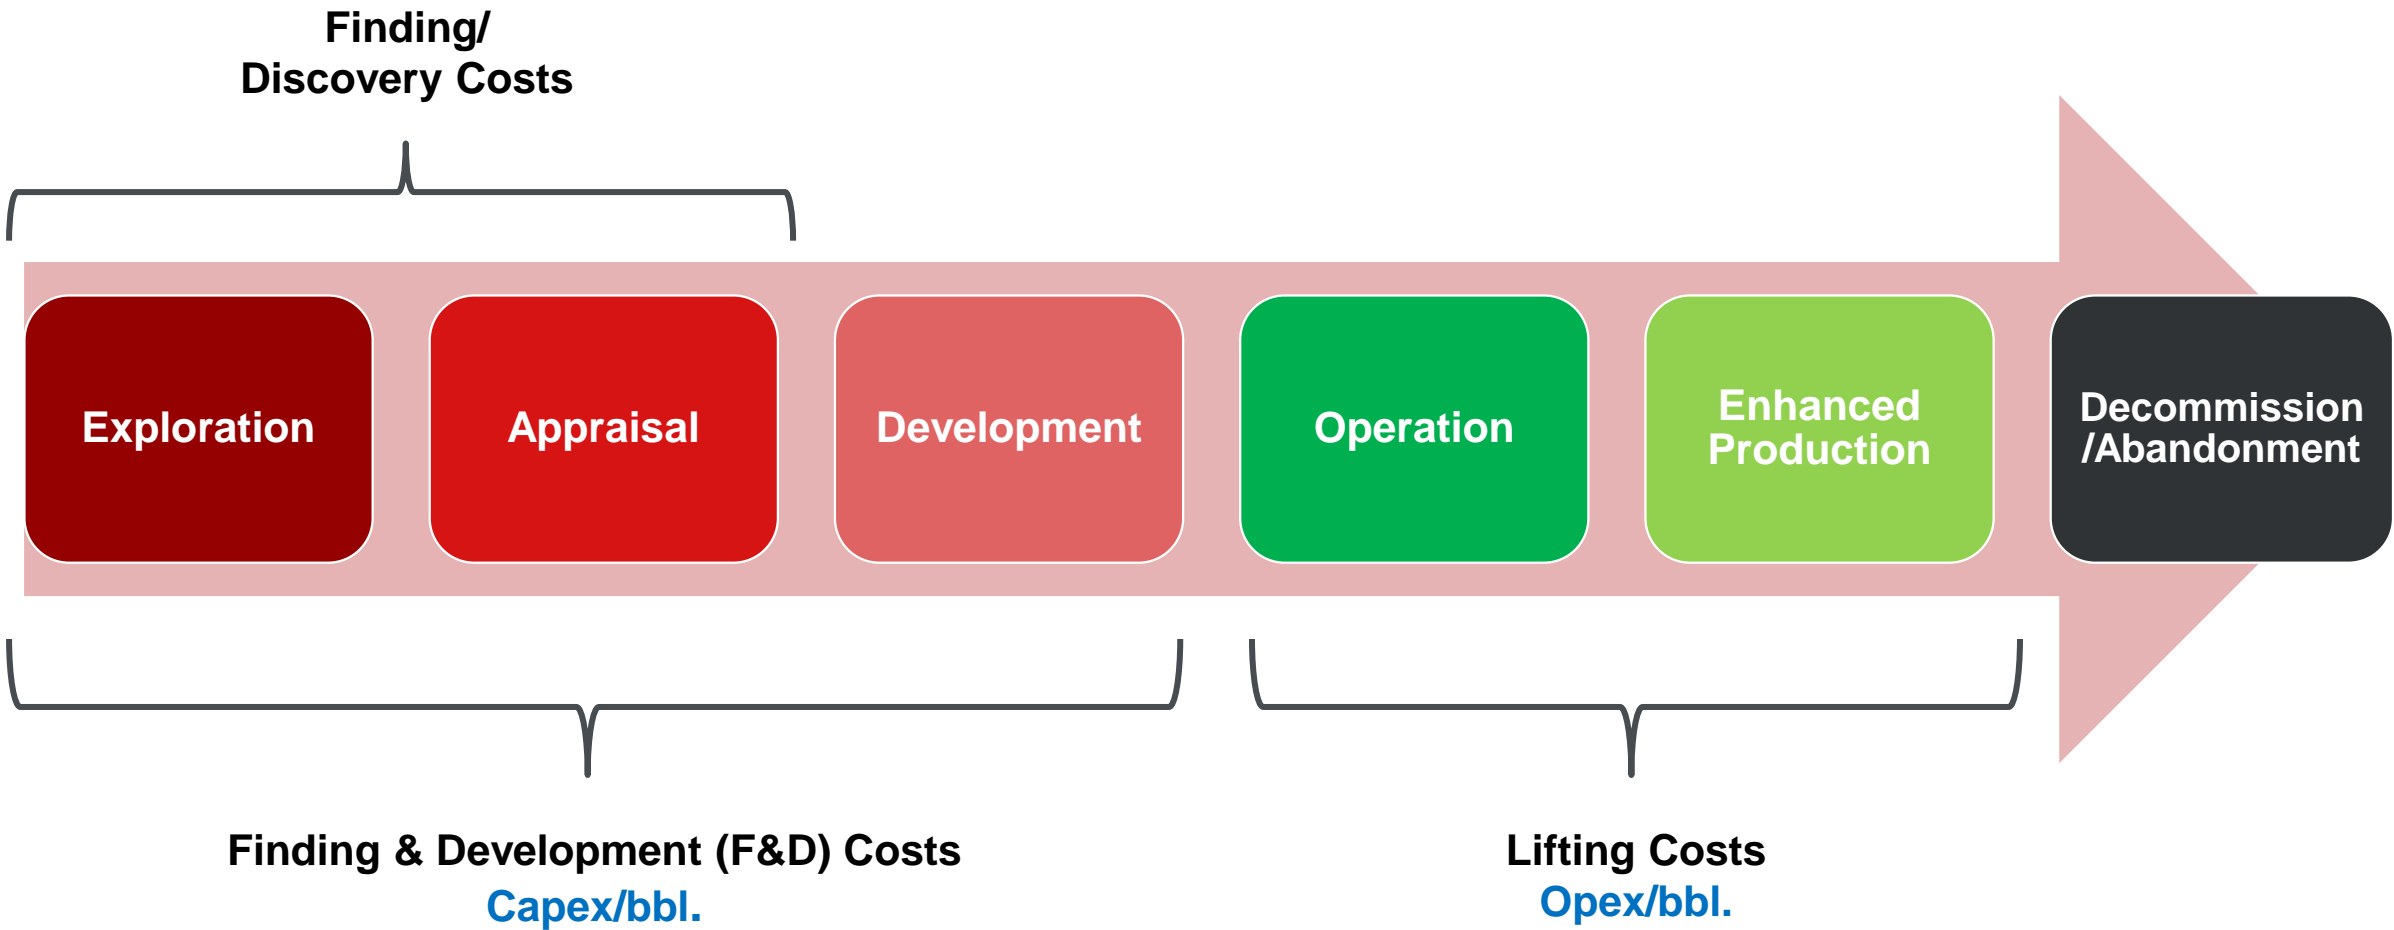 Finding/
Discovery Costs
Exploration
Appraisal
Development
Operation
Enhanced
Production
Decommission
/Abandonment
Finding & Development (F&D) Costs
Capex/bbl.
Lifting Costs
Opex/bbl.